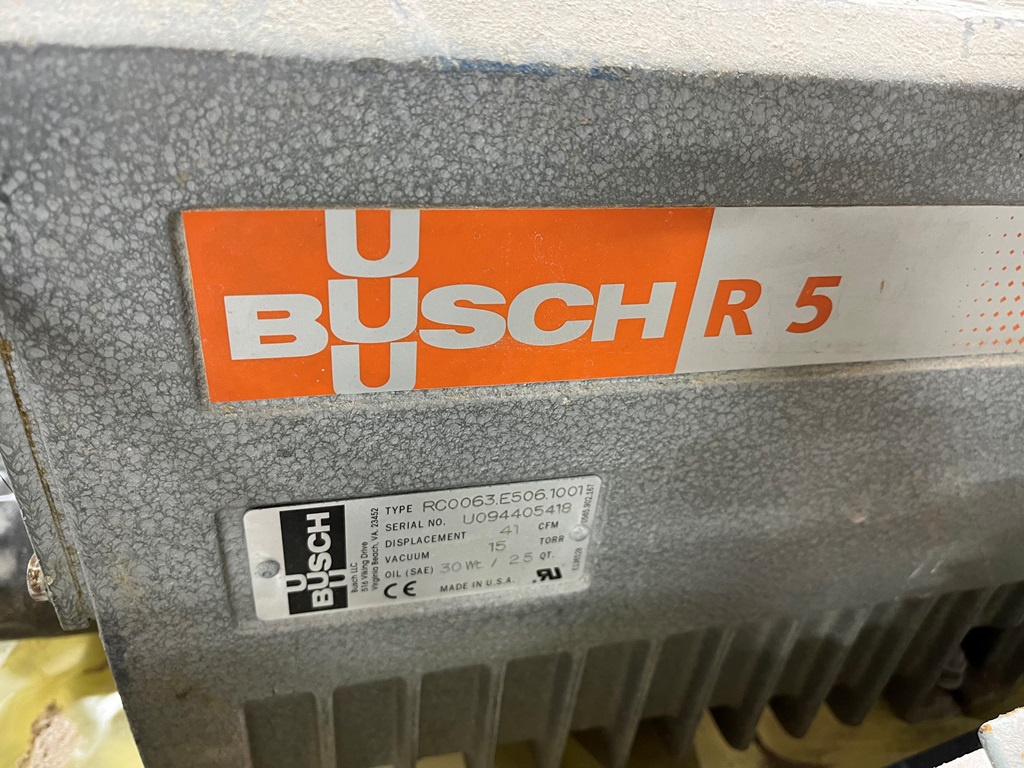 U
BUSCH
U
R 5
TYPE RC0063.E506.1001
SERIAL NO. U094405418
DISPLACEMENT 41 CFM
VACUUM 15 TORR
OIL (SAE) 30 Wt / 2.5 QT.
CE MADE IN U.S.A.
U
BUSCH
U
Busch LLC
516 Viking Drive
Virginia Beach, VA. 23452